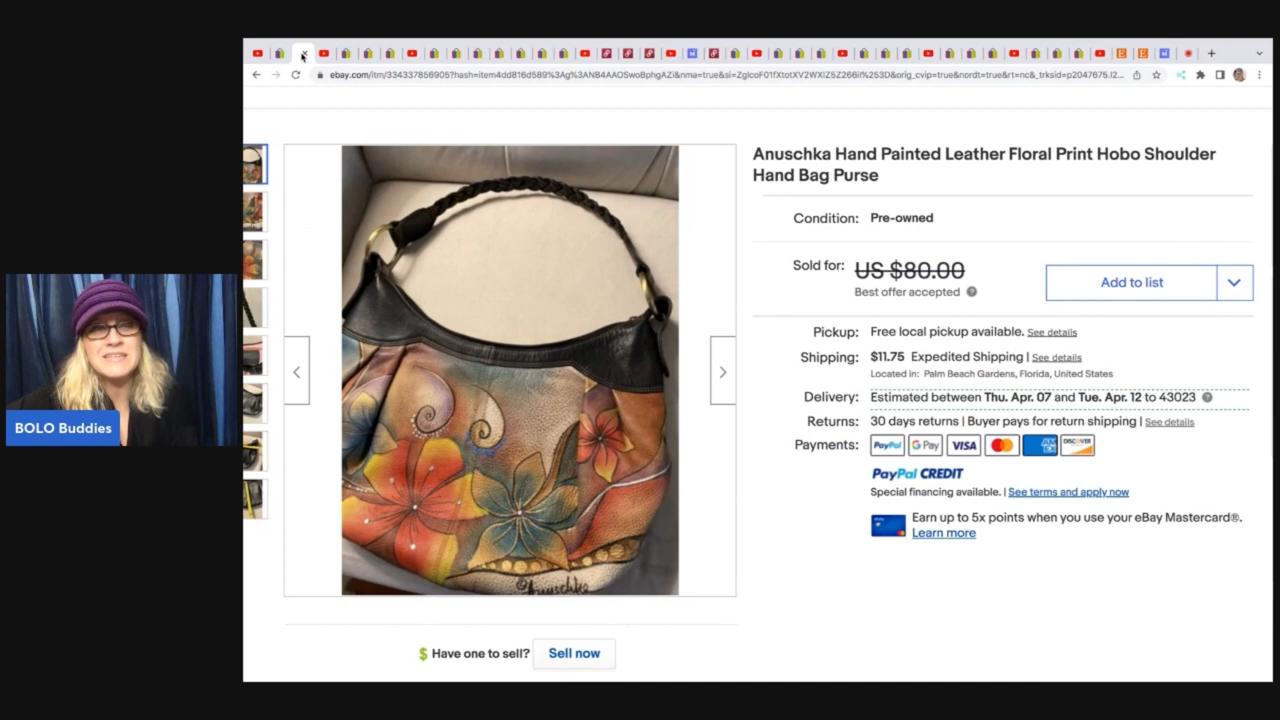 ebay.com/itm/334337856905?hash=item4dd816d589%3Ag%3ANB4AAOSwoBphgAZi&nma=true&si=ZglcoF01fXtotXV2WXIZ5Z266iI%253D&orig_cvip=true&nordt=true&rt=nc&_trksid=p2047675.l2...
Anuschka Hand Painted Leather Floral Print Hobo Shoulder
Hand Bag Purse
Condition: Pre-owned
Sold for: US $80.00
Best offer accepted
Add to list
Pickup: Free local pickup available. See details
Shipping: $11.75 Expedited Shipping | See details
Located in: Palm Beach Gardens, Florida, United States
Delivery: Estimated between Thu. Apr. 07 and Tue. Apr. 12 to 43023
Returns: 30 days returns | Buyer pays for return shipping | See details
Payments: PayPal G Pay VISA DISCOVER
PayPal CREDIT
Special financing available. | See terms and apply now
Earn up to 5x points when you use your eBay Mastercard®.
Learn more
BOLO Buddies
©Anuschka
$ Have one to sell? Sell now